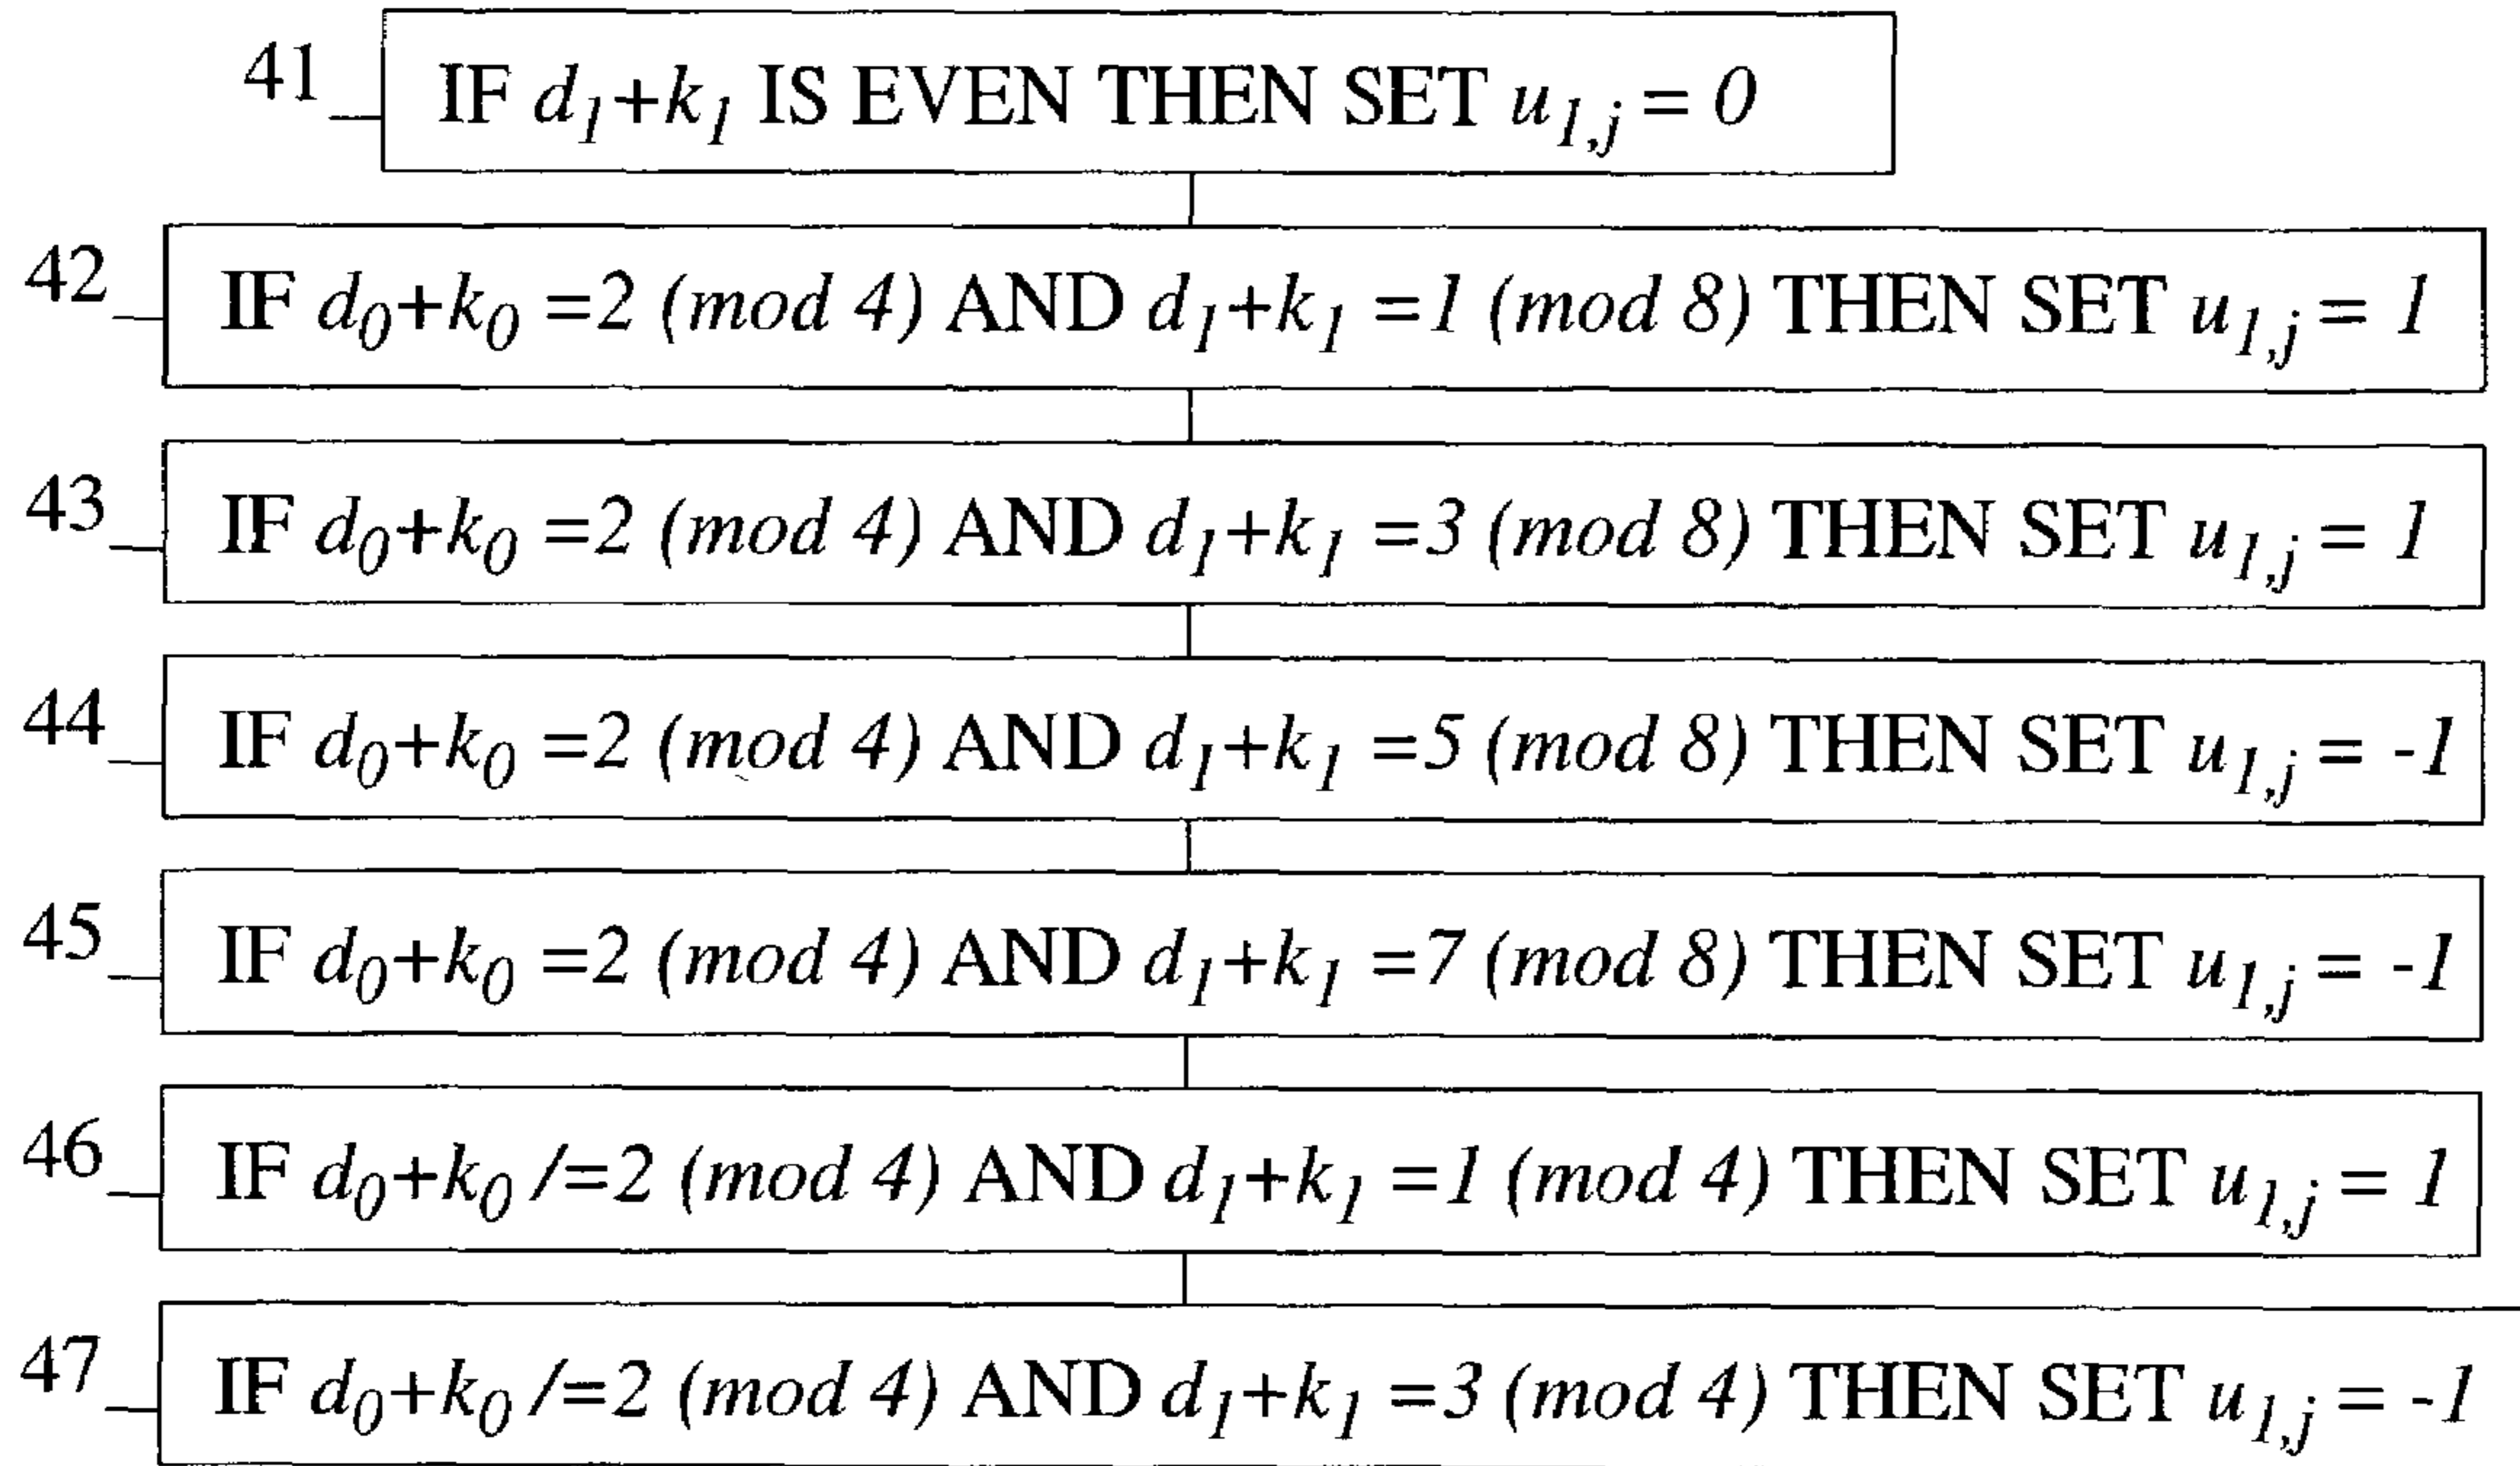 41 IF d₁+k₁ IS EVEN THEN SET u₁,ⱼ = 0
42 IF d₀+k₀ =2 (mod 4) AND d₁+k₁ =1 (mod 8) THEN SET u₁,ⱼ = 1
43 IF d₀+k₀ =2 (mod 4) AND d₁+k₁ =3 (mod 8) THEN SET u₁,ⱼ = 1
44 IF d₀+k₀ =2 (mod 4) AND d₁+k₁ =5 (mod 8) THEN SET u₁,ⱼ = -1
45 IF d₀+k₀ =2 (mod 4) AND d₁+k₁ =7 (mod 8) THEN SET u₁,ⱼ = -1
46 IF d₀+k₀ /=2 (mod 4) AND d₁+k₁ =1 (mod 4) THEN SET u₁,ⱼ = 1
47 IF d₀+k₀ /=2 (mod 4) AND d₁+k₁ =3 (mod 4) THEN SET u₁,ⱼ = -1